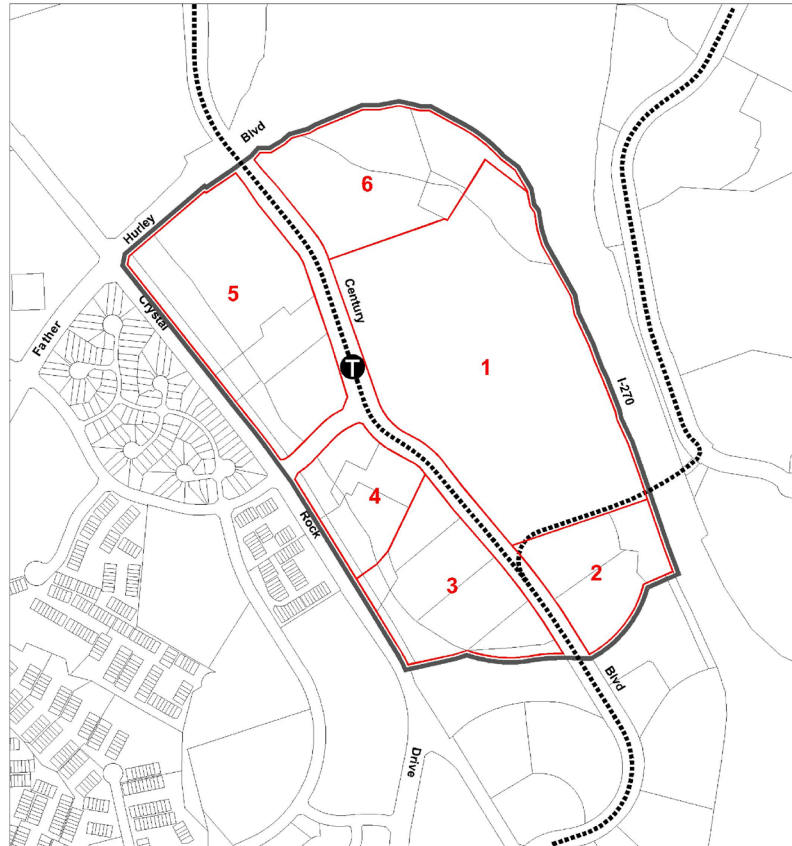 Blvd
6
Hurley
5
Century
Crystal
Father
T
1
I-270
4
Rock
3
2
Blvd
Drive